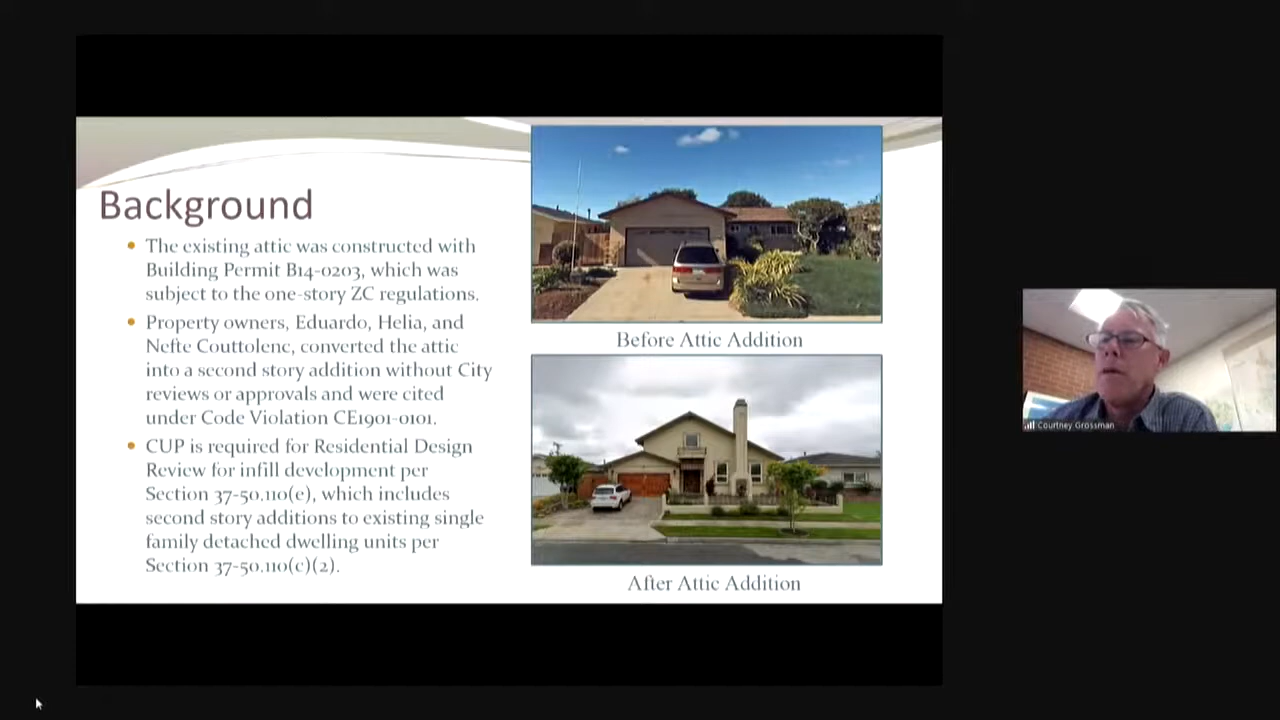 Background
The existing attic was constructed with
Building Permit B14-0203, which was
subject to the one-story ZC regulations.
Property owners, Eduardo, Helia, and
Nefte Couttolenc, converted the attic
into a second story addition without City
reviews or approvals and were cited
under Code Violation CE1901-0101.
CUP is required for Residential Design
Review for infill development per
Section 37-50.110(e), which includes
second story additions to existing single
family detached dwelling units per
Section 37-50.110(c)(2).
Before Attic Addition
After Attic Addition
Courtney Grossman